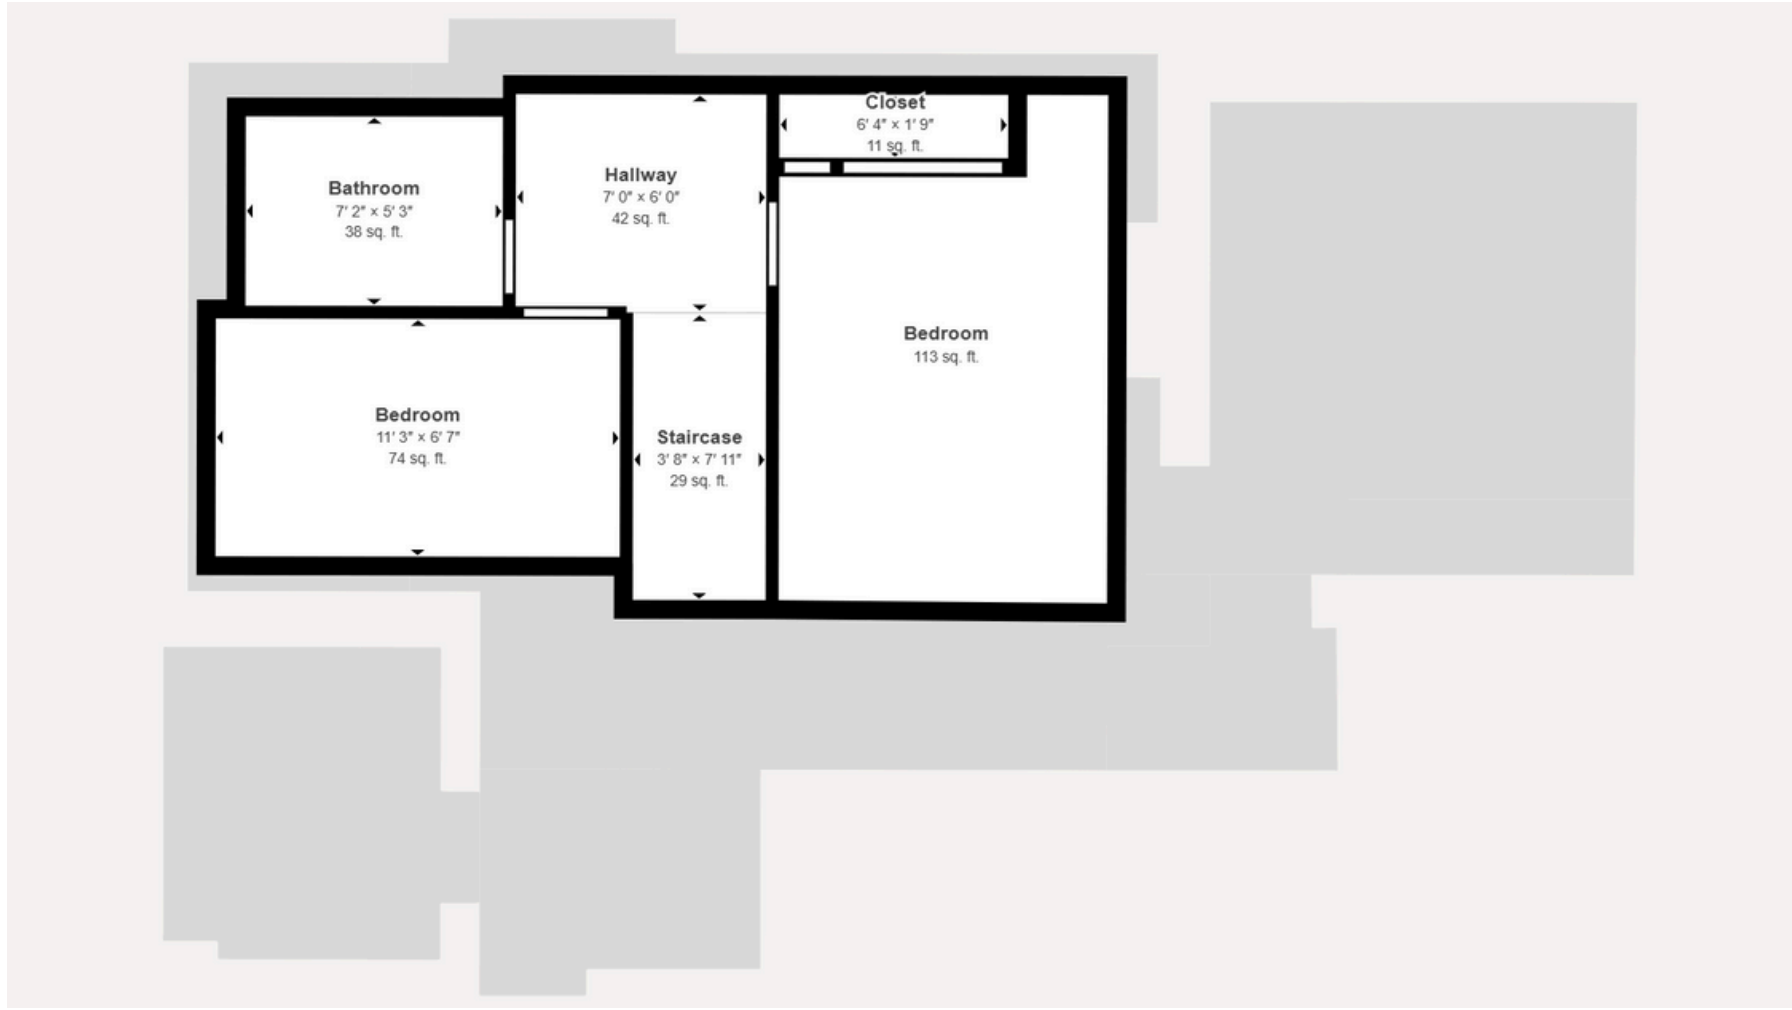 Bathroom
7' 2" × 5' 3"
38 sq. ft.
Hallway
7' 0" × 6' 0"
42 sq. ft.
Closet
6' 4" × 1' 9"
11 sq. ft.
Bedroom
113 sq. ft.
Bedroom
11' 3" × 6' 7"
74 sq. ft.
Staircase
3' 8" × 7' 11"
29 sq. ft.